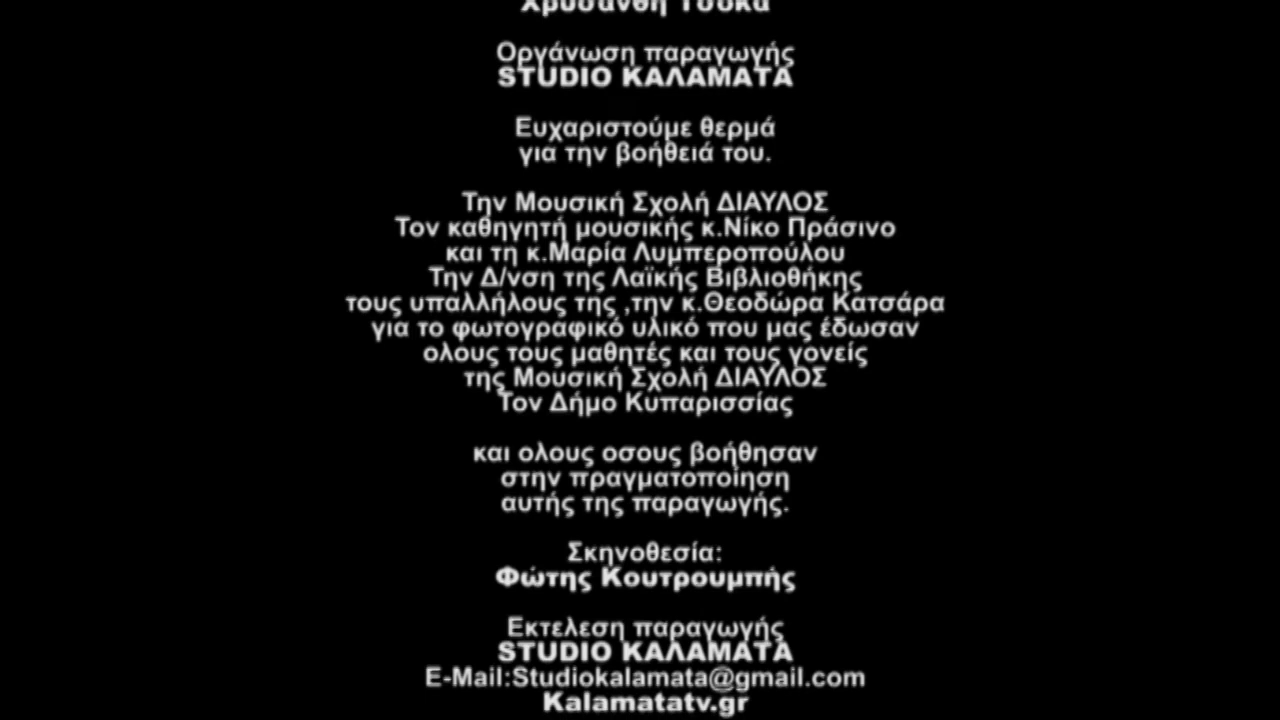 Χρυσάνθη Τσόκα
Οργάνωση παραγωγής
STUDIO ΚΑΛΑΜΑΤΑ
Ευχαριστούμε θερμά
για την βοήθειά του.
Την Μουσική Σχολή ΔΙΑΥΛΟΣ
Τον καθηγητή μουσικής κ.Νίκο Πράσινο
και τη κ.Μαρία Λυμπεροπούλου
Την Δ/νση της Λαϊκής Βιβλιοθήκης
τους υπαλλήλους της ,την κ.Θεοδώρα Κατσάρα
για το φωτογραφικό υλικό που μας έδωσαν
ολους τους μαθητές και τους γονείς
της Μουσική Σχολή ΔΙΑΥΛΟΣ
Τον Δήμο Κυπαρισσίας
και ολους οσους βοήθησαν
στην πραγματοποίηση
αυτής της παραγωγής.
Σκηνοθεσία:
Φώτης Κουτρουμπής
Εκτελεση παραγωγής
STUDIO ΚΑΛΑΜΑΤΑ
E-Mail:Studiokalamata@gmail.com
Kalamatatv.gr